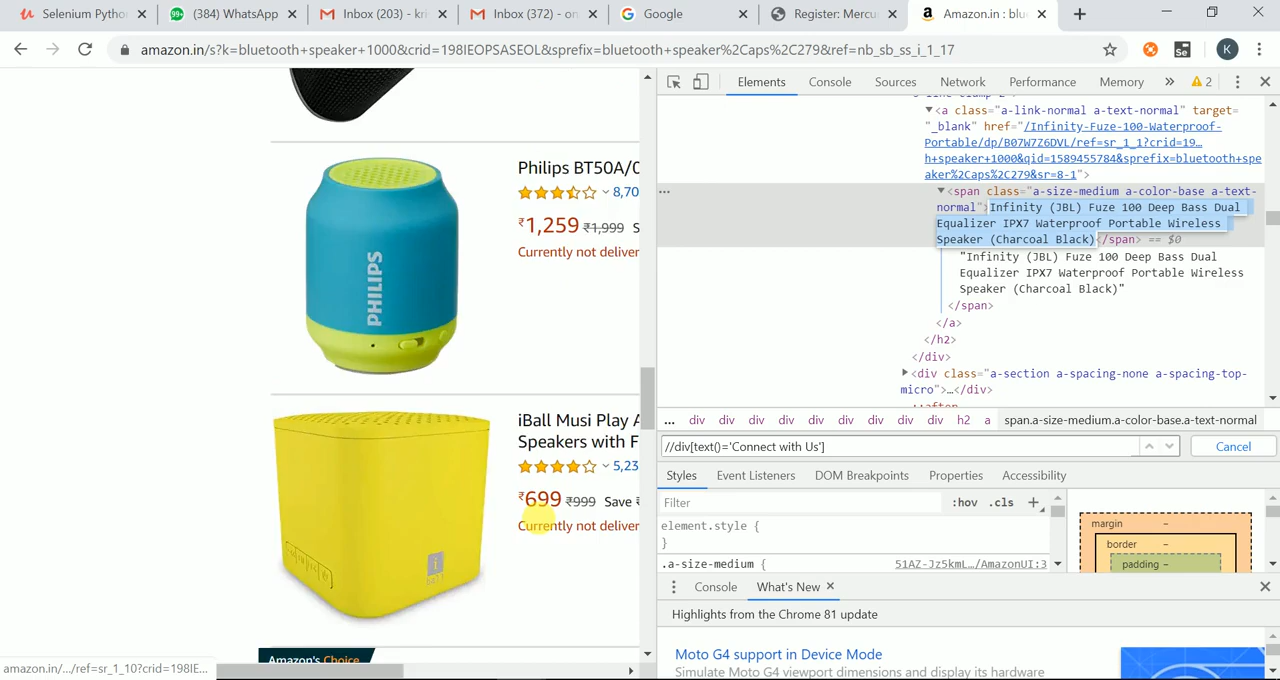 Selenium Pytho
(384) WhatsApp
Inbox (203) - kri
Inbox (372) - om
Google
Register: Mercu
Amazon.in : blu
amazon.in/s?k=bluetooth+speaker+1000&crid=198IEOPSASEOL&sprefix=bluetooth+speaker%2Caps%2C279&ref=nb_sb_ss_i_1_17
K
Elements
Console
Sources
Network
Performance
Memory
2
<a class="a-link-normal a-text-normal" target=
"_blank" href="/Infinity-Fuze-100-Waterproof-
Portable/dp/B07W7Z6DVL/ref=sr_1_1?crid=19…
h+speaker+1000&qid=1589455784&sprefix=bluetooth+spe
aker%2Caps%2C279&sr=8-1">
<span class="a-size-medium a-color-base a-text-
normal">Infinity (JBL) Fuze 100 Deep Bass Dual
Equalizer IPX7 Waterproof Portable Wireless
Speaker (Charcoal Black)</span> == $0
"Infinity (JBL) Fuze 100 Deep Bass Dual
Equalizer IPX7 Waterproof Portable Wireless
Speaker (Charcoal Black)"
</span>
</a>
</h2>
</div>
<div class="a-section a-spacing-none a-spacing-top-
micro">…</div>
::after
... div div div div div div div div h2 a span.a-size-medium.a-color-base.a-text-normal
//div[text()='Connect with Us']
Cancel
Styles
Event Listeners
DOM Breakpoints
Properties
Accessibility
Filter
:hov
.cls
+
element.style {
}
.a-size-medium {
51AZ-Jz5kmL…/AmazonUI:3
margin
border
padding
Console
What's New
Highlights from the Chrome 81 update
Moto G4 support in Device Mode
Simulate Moto G4 viewport dimensions and display its hardware
Philips BT50A/0
8,70
₹1,259 ₹1,999 S
Currently not deliver
PHILIPS
iBall Musi Play A
Speakers with F
5,23
₹699 ₹999 Save ₹
Currently not deliver
Amazon's Choice
amazon.in/.../ref=sr_1_10?crid=198IE...